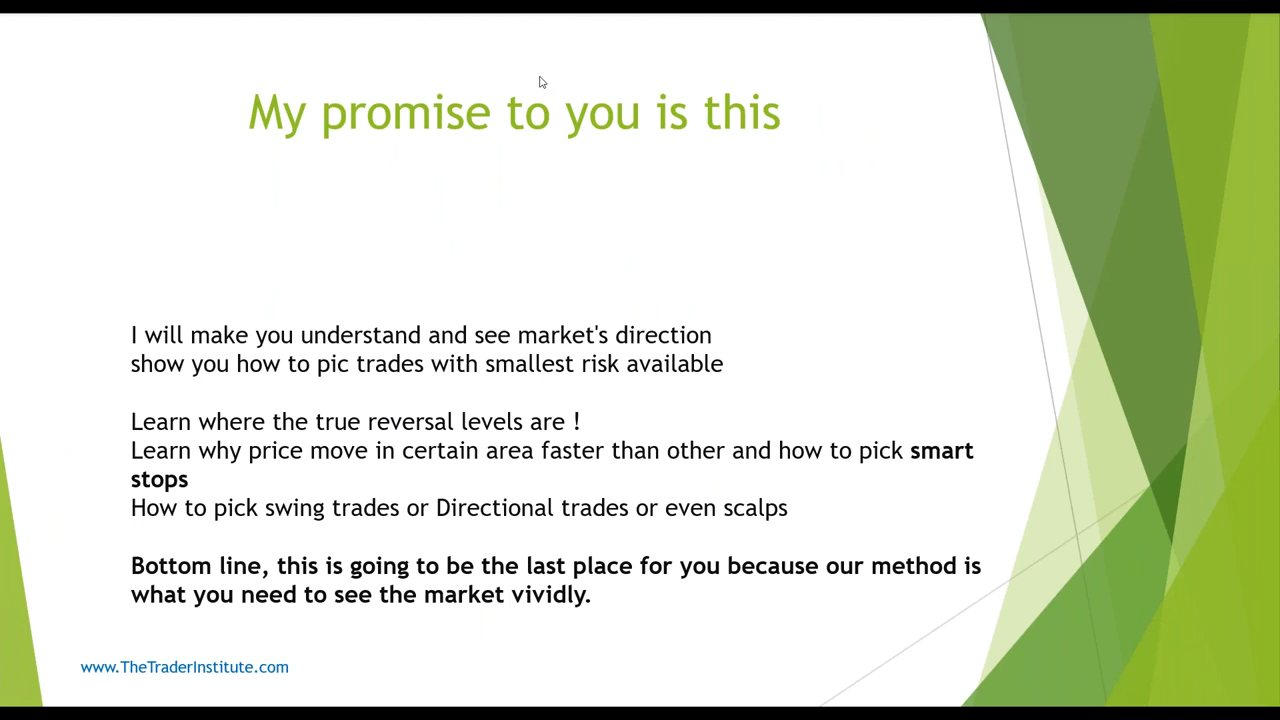 My promise to you is this
I will make you understand and see market's direction
show you how to pic trades with smallest risk available
Learn where the true reversal levels are !
Learn why price move in certain area faster than other and how to pick smart
stops
How to pick swing trades or Directional trades or even scalps
Bottom line, this is going to be the last place for you because our method is
what you need to see the market vividly.
www.TheTraderInstitute.com